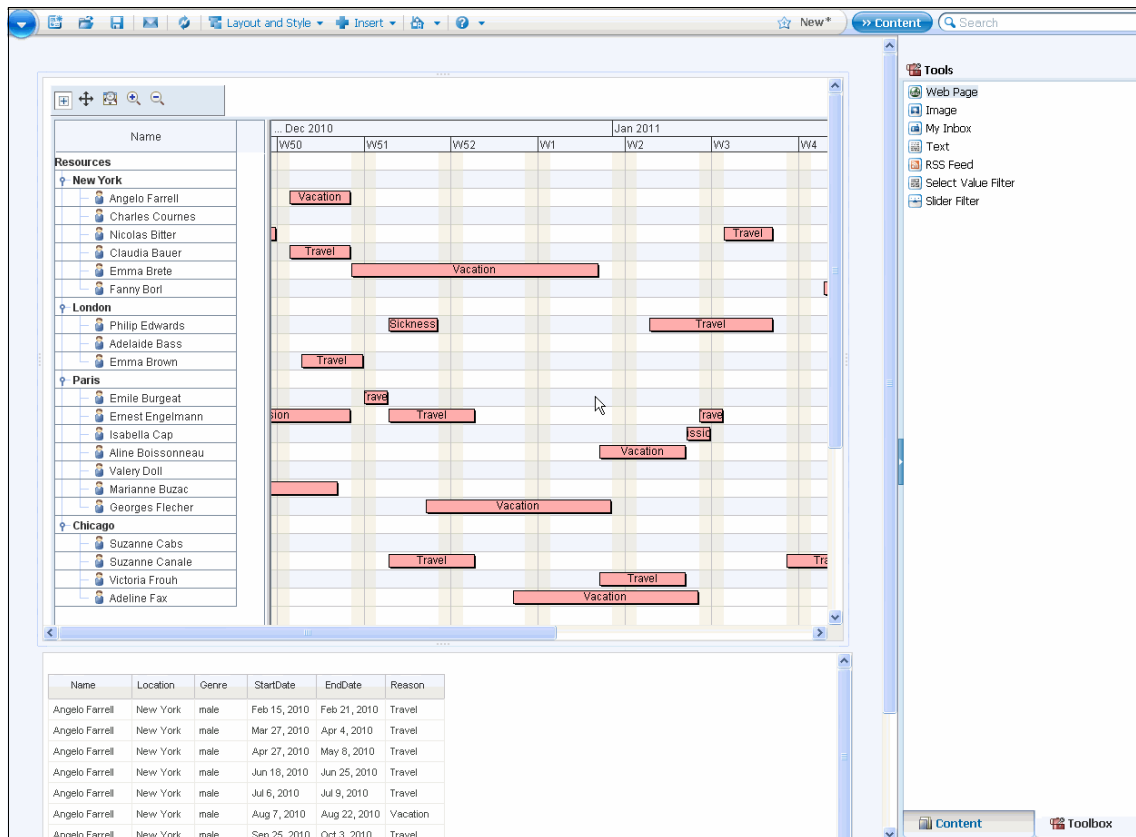 Layout and Style Insert New* >> Content Search
Tools
Web Page
Image
My Inbox
Text
RSS Feed
Select Value Filter
Slider Filter
Name ... Dec 2010 Jan 2011
W50 W51 W52 W1 W2 W3 W4
Resources
New York
Angelo Farrell Vacation
Charles Cournes
Nicolas Bitter Travel
Claudia Bauer Travel
Emma Brete Vacation
Fanny Borl
London
Philip Edwards Sickness Travel
Adelaide Bass
Emma Brown Travel
Paris
Emile Burgeat Trave
Ernest Engelmann sion Travel Trave
Isabella Cap issio
Aline Boissonneau Vacation
Valery Doll
Marianne Buzac
Georges Flecher Vacation
Chicago
Suzanne Cabs
Suzanne Canale Travel Tra
Victoria Frouh Travel
Adeline Fax Vacation
Name Location Genre StartDate EndDate Reason
Angelo Farrell New York male Feb 15, 2010 Feb 21, 2010 Travel
Angelo Farrell New York male Mar 27, 2010 Apr 4, 2010 Travel
Angelo Farrell New York male Apr 27, 2010 May 8, 2010 Travel
Angelo Farrell New York male Jun 18, 2010 Jun 25, 2010 Travel
Angelo Farrell New York male Jul 6, 2010 Jul 9, 2010 Travel
Angelo Farrell New York male Aug 7, 2010 Aug 22, 2010 Vacation
Angelo Farrell New York male Sep 25, 2010 Oct 3, 2010 Travel
Content Toolbox